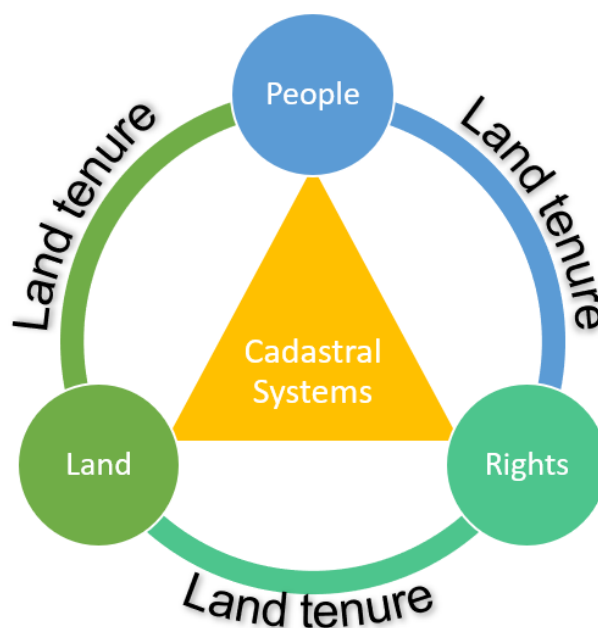 People
Land tenure
Land tenure
Cadastral
Systems
Land
Rights
Land tenure